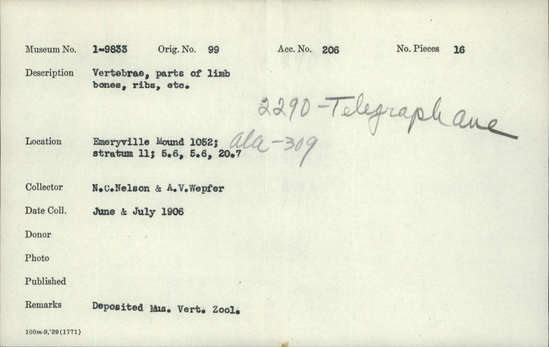 Museum No. 1-9833 Orig. No. 99 Acc. No. 206 No. Pieces 16
Description Vertebrae, parts of limb
bones, ribs, etc.
2290-Telegraph Ave
Location Emeryville Mound 1052; ala-309
stratum 11; 5.6, 5.6, 20.7
Collector N.C.Nelson & A.V.Wepfer
Date Coll. June & July 1906
Donor
Photo
Published
Remarks Deposited Mus. Vert. Zool.
100m-9,'29(1771)